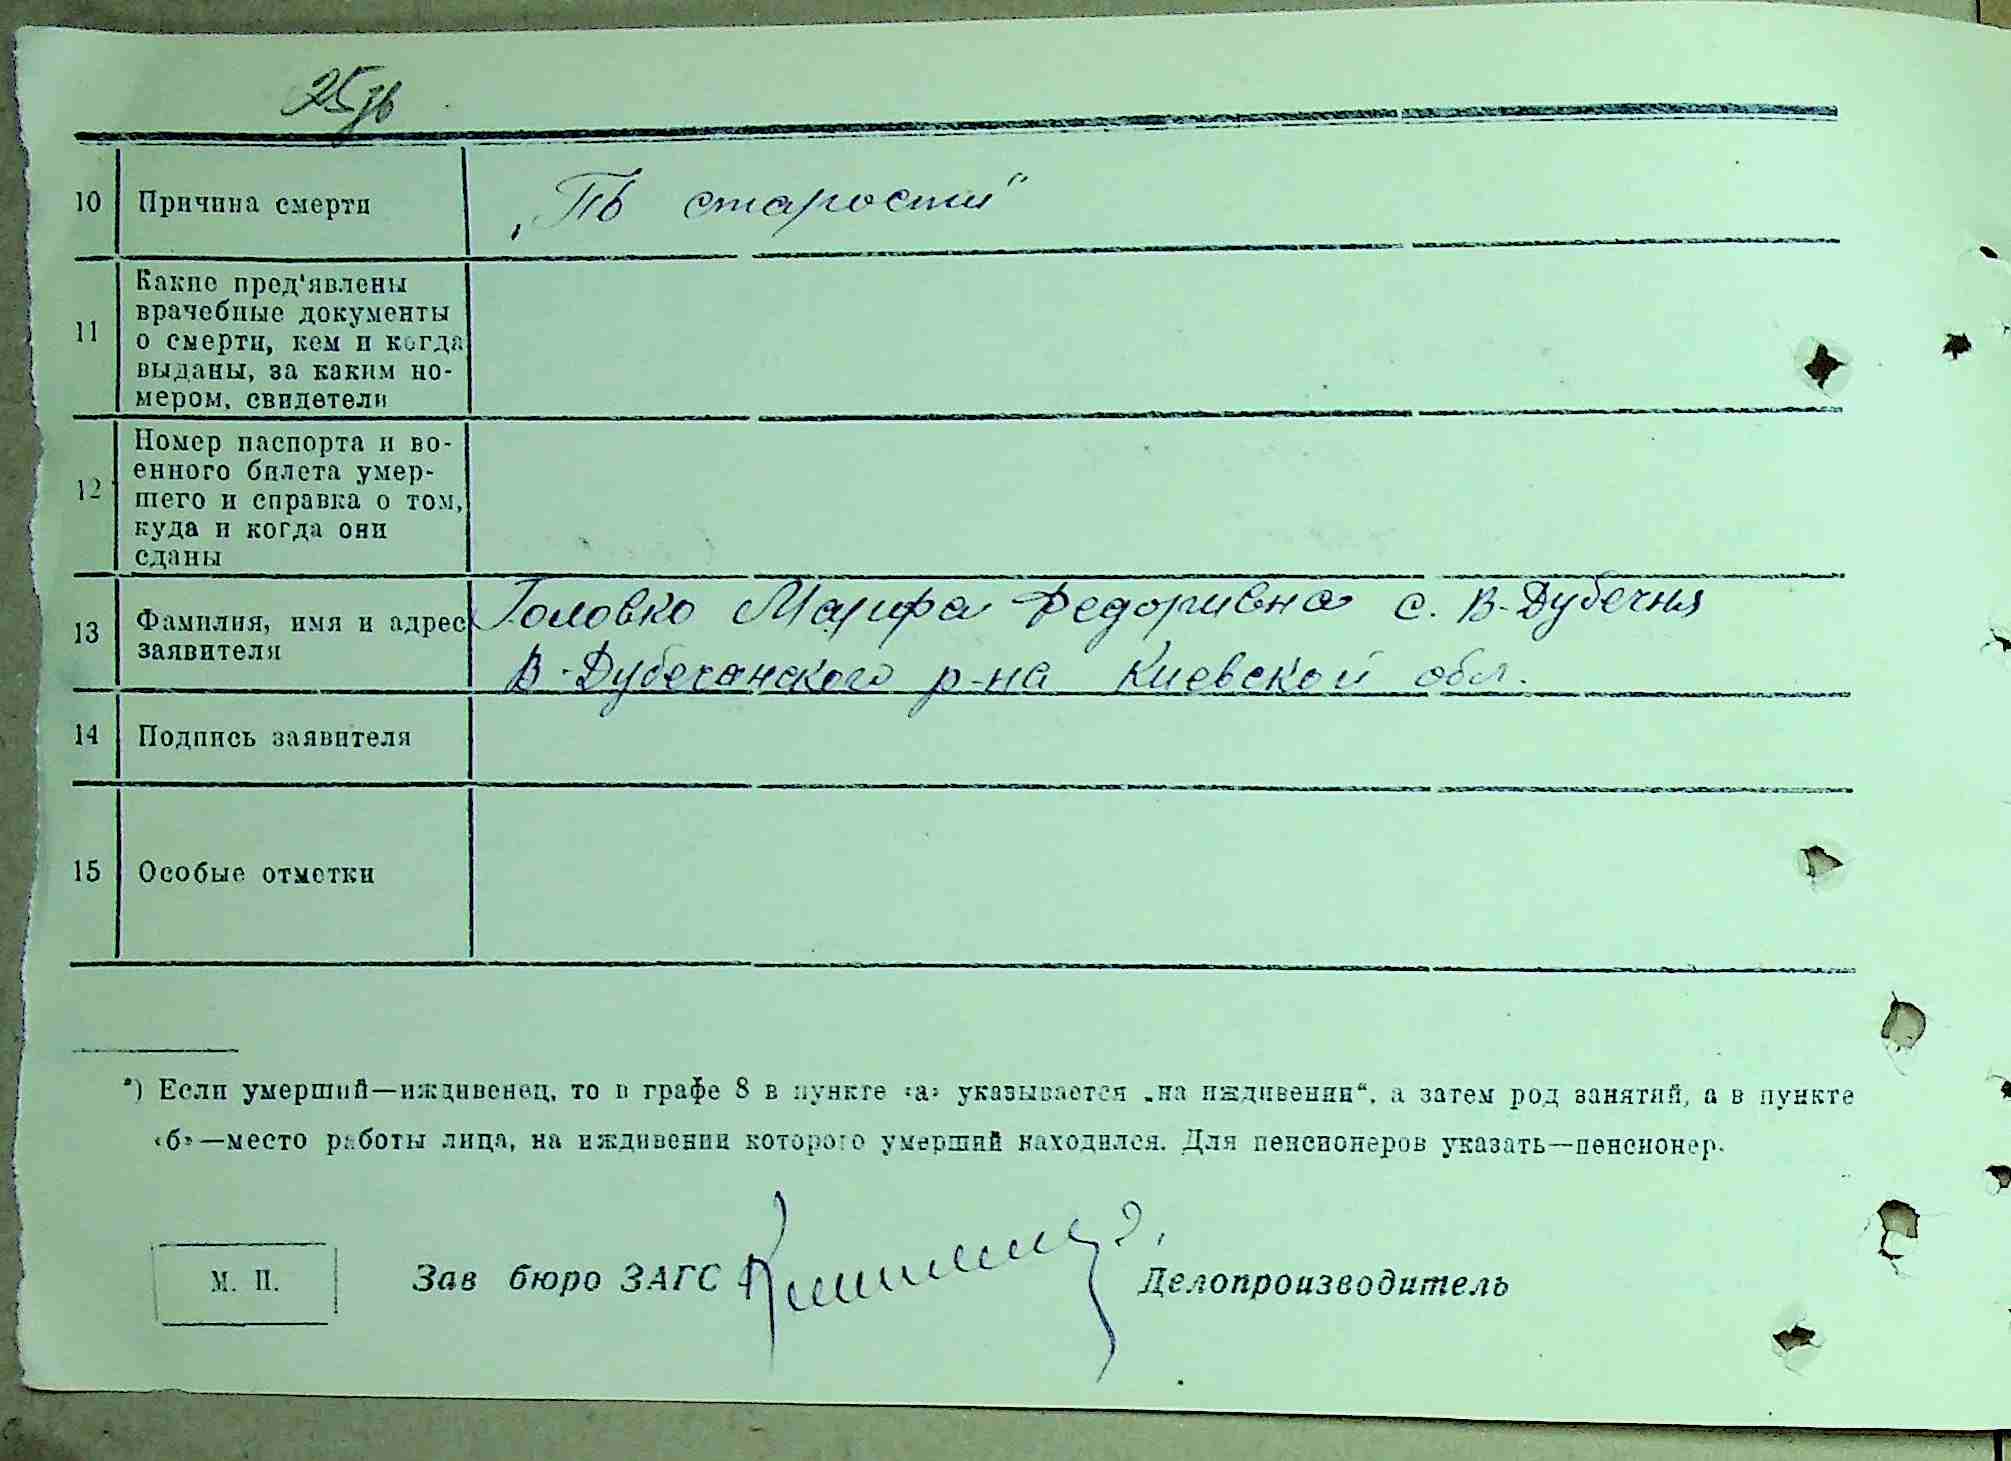 25зв
10 Причина смерти „Пъ старости“
11 Какие пред'явлены
врачебные документы
о смерти, кем и когда
выданы, за каким но-
мером, свидетели
12 Номер паспорта и во-
енного билета умер-
шего и справка о том,
куда и когда они
сданы
13 Фамилия, имя и адрес
заявителя
Головко Марфа Федоривна с. В-Дубечня
В-Дубечанского р-на Киевской обл.
14 Подпись заявителя
15 Особые отметки
*) Если умерший—иждивенец, то в графе 8 в пункте «а» указывается „на иждивении“, а затем род занятий, а в пункте
«б»—место работы лица, на иждивении которого умерший находился. Для пенсионеров указать—пенсионер.
М. П. Зав бюро ЗАГС Делопроизводитель